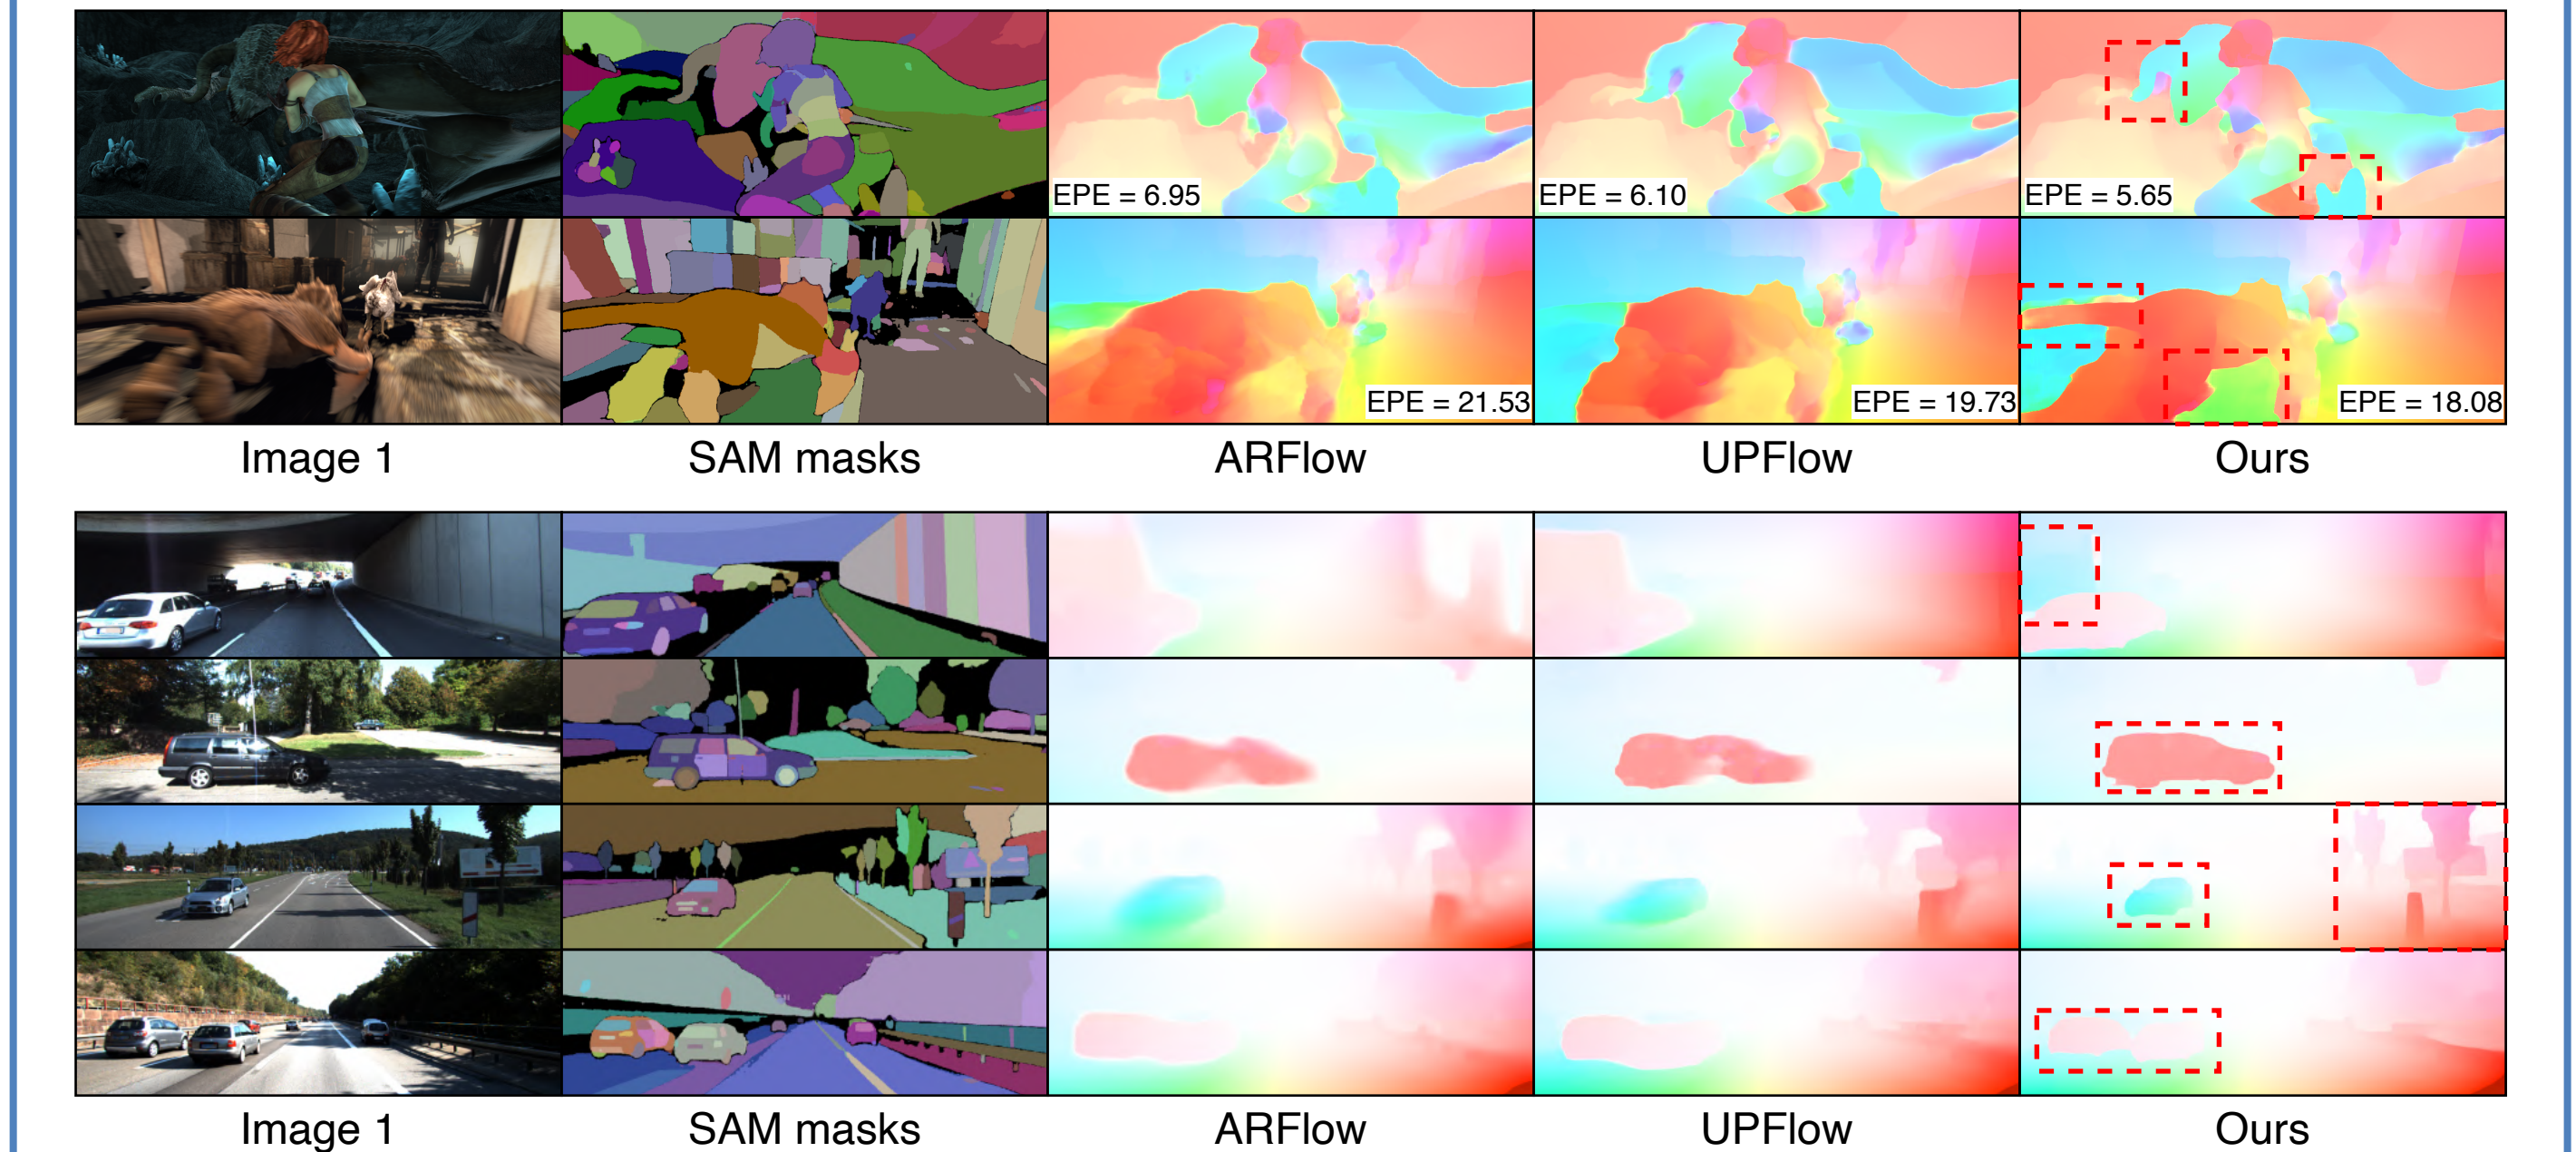 EPE = 6.95
EPE = 6.10
EPE = 5.65
EPE = 21.53
EPE = 19.73
EPE = 18.08
Image 1
SAM masks
ARFlow
UPFlow
Ours
Image 1
SAM masks
ARFlow
UPFlow
Ours